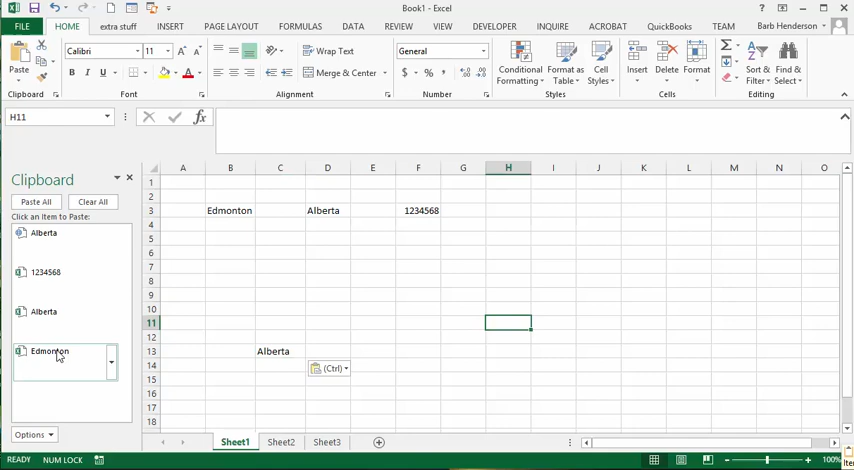 Book1 - Excel
FILE HOME extra stuff INSERT PAGE LAYOUT FORMULAS DATA REVIEW VIEW DEVELOPER INQUIRE ACROBAT QuickBooks TEAM Barb Henderson
Paste
Calibri 11
B I U
Wrap Text
Merge & Center
General
$ % ,
Conditional Formatting
Format as Table
Cell Styles
Insert Delete Format
Sort & Filter
Find & Select
Clipboard Font Alignment Number Styles Cells Editing
H11
Clipboard
Paste All Clear All
Click an Item to Paste:
Alberta
1234568
Alberta
Edmonton
Options
A B C D E F G H I J K L M N O
1
2
3 Edmonton Alberta 1234568
4
5
6
7
8
9
10
11
12
13 Alberta
14 (Ctrl)
15
16
17
18
Sheet1 Sheet2 Sheet3
READY NUM LOCK 100%